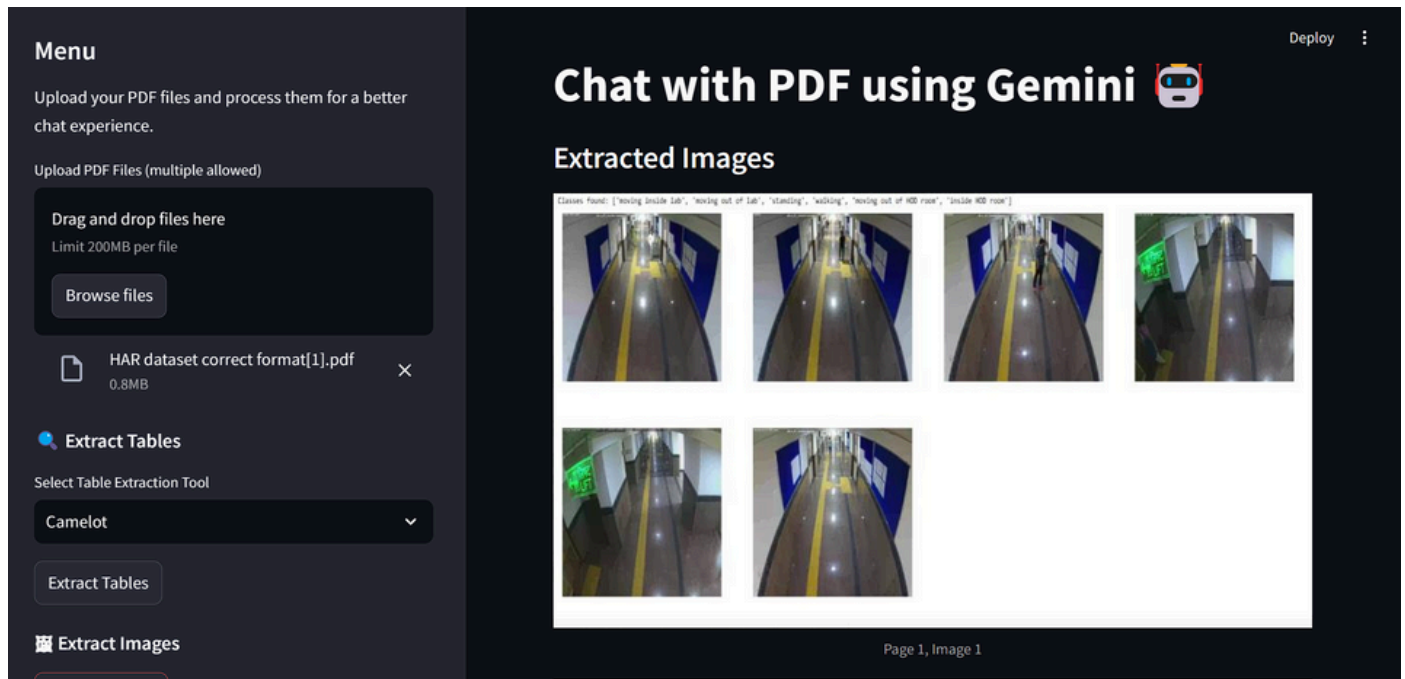 Menu
Upload your PDF files and process them for a better
chat experience.
Upload PDF Files (multiple allowed)
Drag and drop files here
Limit 200MB per file
Browse files
HAR dataset correct format[1].pdf
0.8MB
Extract Tables
Select Table Extraction Tool
Camelot
Extract Tables
Extract Images
Deploy
Chat with PDF using Gemini
Extracted Images
Classes found: ['moving inside lab', 'moving out of lab', 'standing', 'walking', 'moving out of HOD room', 'inside HOD room']
Page 1, Image 1